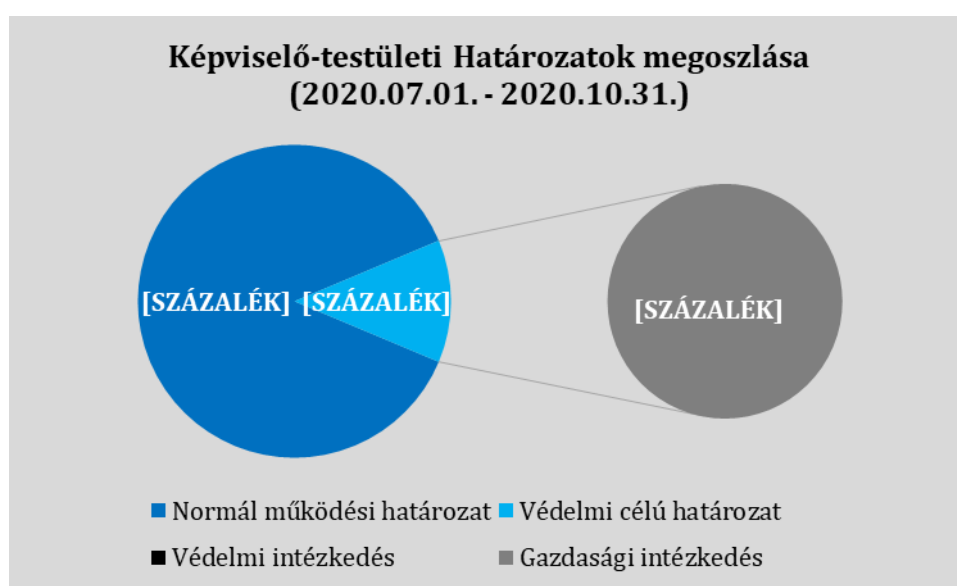 Képviselő-testületi Határozatok megoszlása
(2020.07.01. - 2020.10.31.)
[SZÁZALÉK] [SZÁZALÉK]
[SZÁZALÉK]
Normál működési határozat Védelmi célú határozat
Védelmi intézkedés Gazdasági intézkedés